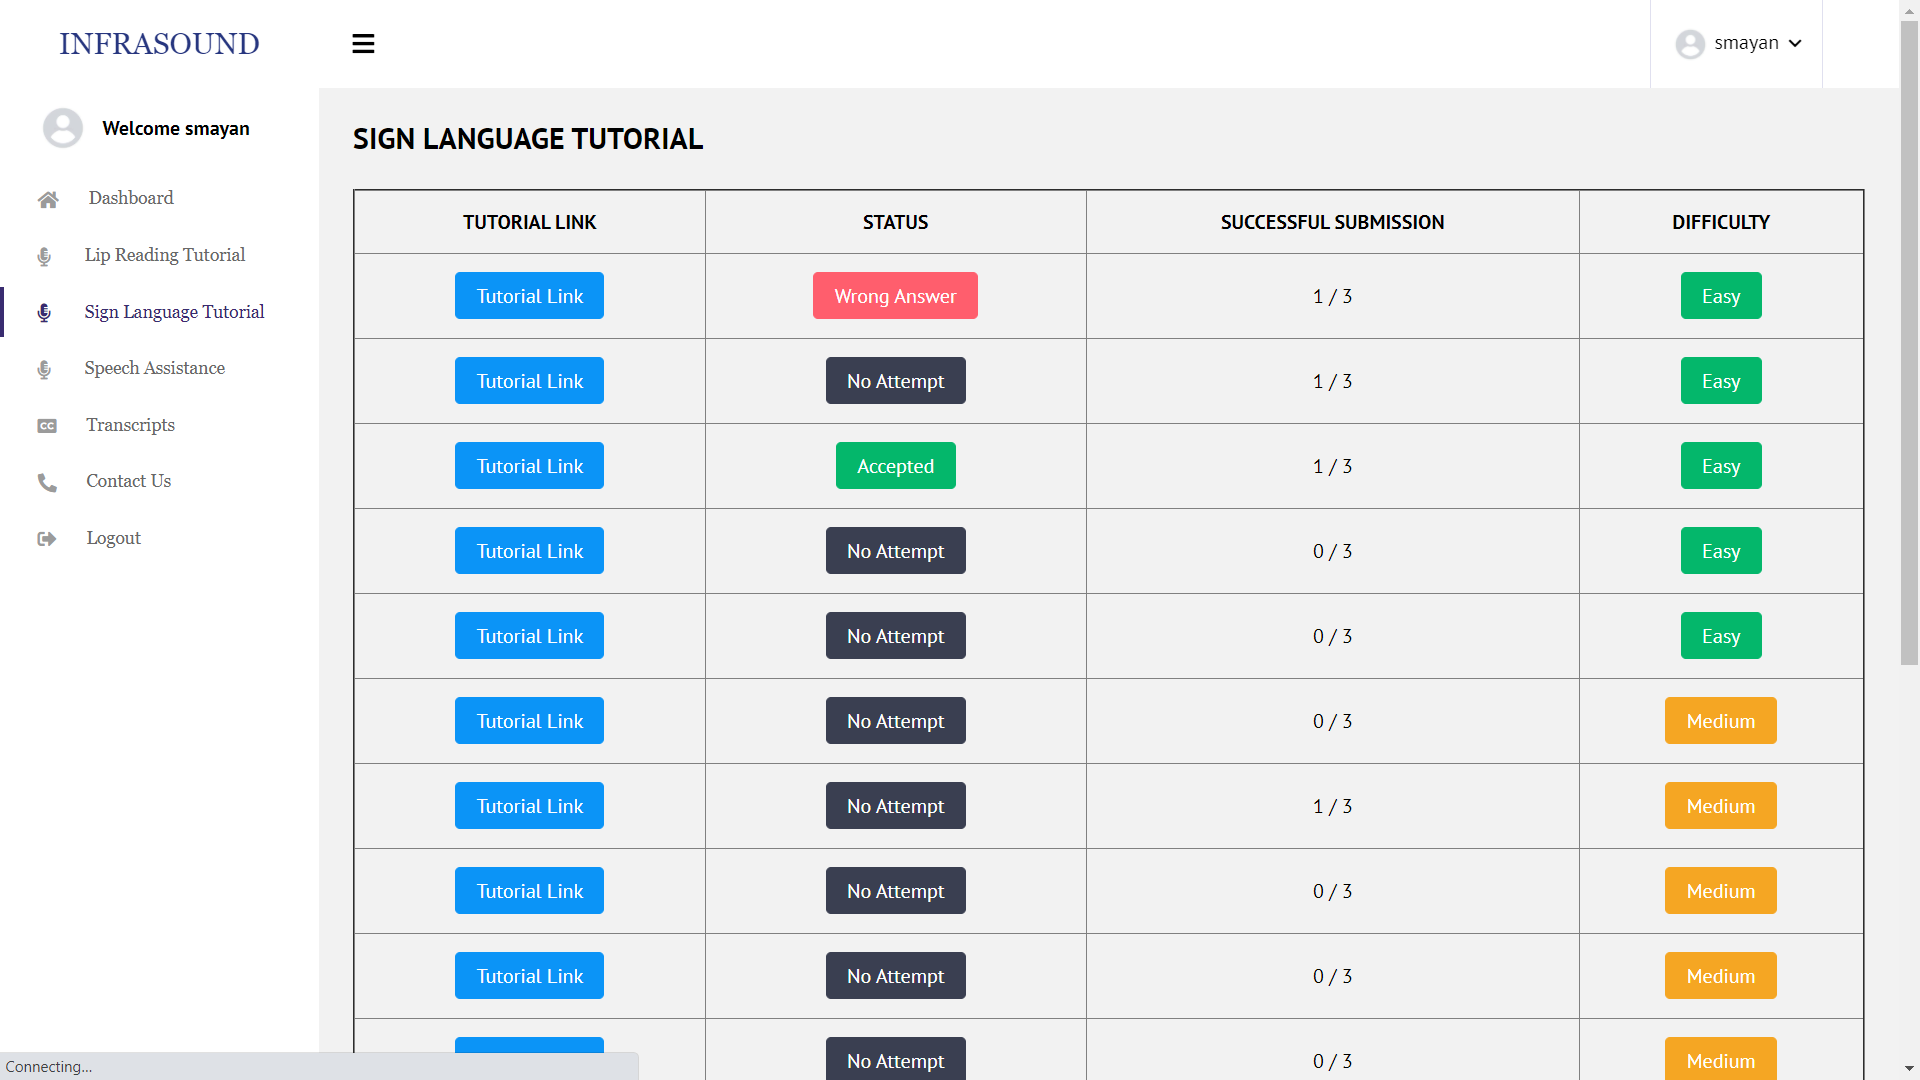 INFRASOUND
smayan
Welcome smayan
Dashboard
Lip Reading Tutorial
Sign Language Tutorial
Speech Assistance
CC Transcripts
Contact Us
Logout
SIGN LANGUAGE TUTORIAL
TUTORIAL LINK STATUS SUCCESSFUL SUBMISSION DIFFICULTY
Tutorial Link Wrong Answer 1 / 3 Easy
Tutorial Link No Attempt 1 / 3 Easy
Tutorial Link Accepted 1 / 3 Easy
Tutorial Link No Attempt 0 / 3 Easy
Tutorial Link No Attempt 0 / 3 Easy
Tutorial Link No Attempt 0 / 3 Medium
Tutorial Link No Attempt 1 / 3 Medium
Tutorial Link No Attempt 0 / 3 Medium
Tutorial Link No Attempt 0 / 3 Medium
No Attempt 0 / 3 Medium
Connecting...